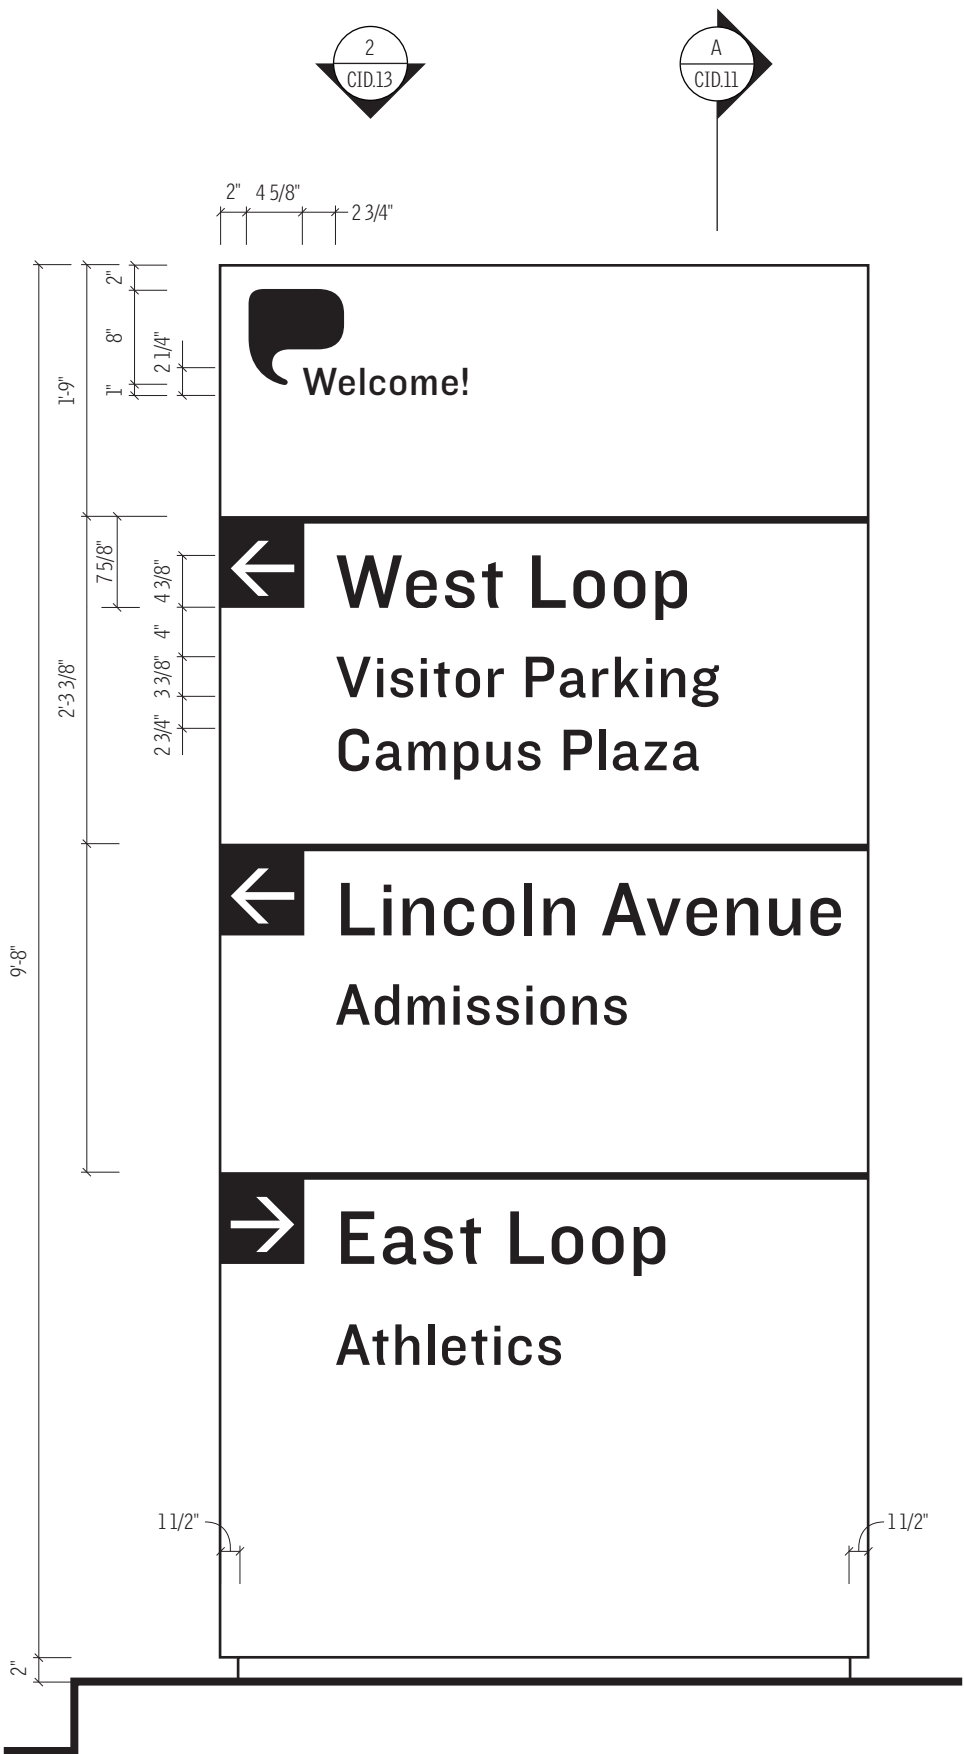 2
CID.13
A
CID.11
2" 4 5/8" 2 3/4"
2"
8"
1"
2 1/4"
1'-9"
Welcome!
7 5/8"
4 3/8"
4"
3 3/8"
2 3/4"
2'-3 3/8"
West Loop
Visitor Parking
Campus Plaza
9'-8"
Lincoln Avenue
Admissions
East Loop
Athletics
1 1/2" 1 1/2"
2"